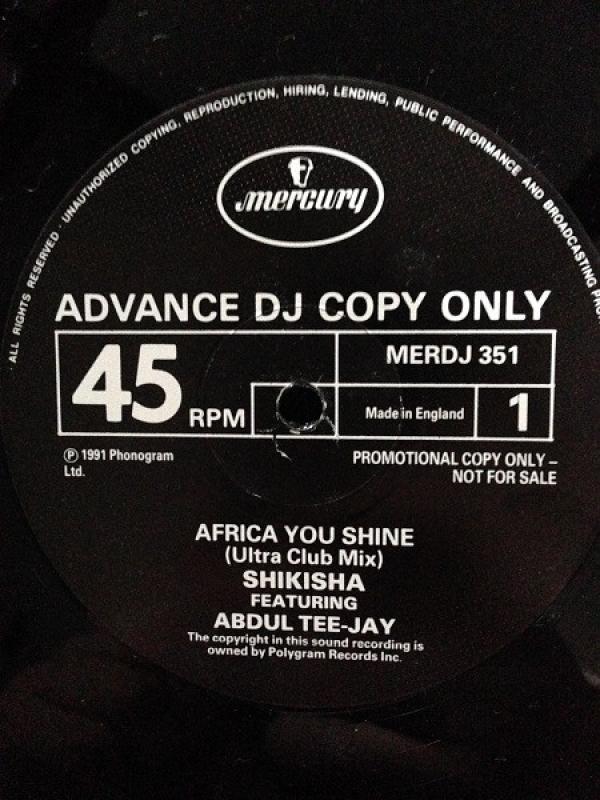 ALL RIGHTS RESERVED · UNAUTHORIZED COPYING, REPRODUCTION, HIRING, LENDING, PUBLIC PERFORMANCE AND BROADCASTING
mercury
ADVANCE DJ COPY ONLY
45 RPM
MERDJ 351
Made in England
1
Ⓟ 1991 Phonogram
Ltd.
PROMOTIONAL COPY ONLY –
NOT FOR SALE
AFRICA YOU SHINE
(Ultra Club Mix)
SHIKISHA
FEATURING
ABDUL TEE-JAY
The copyright in this sound recording is
owned by Polygram Records Inc.